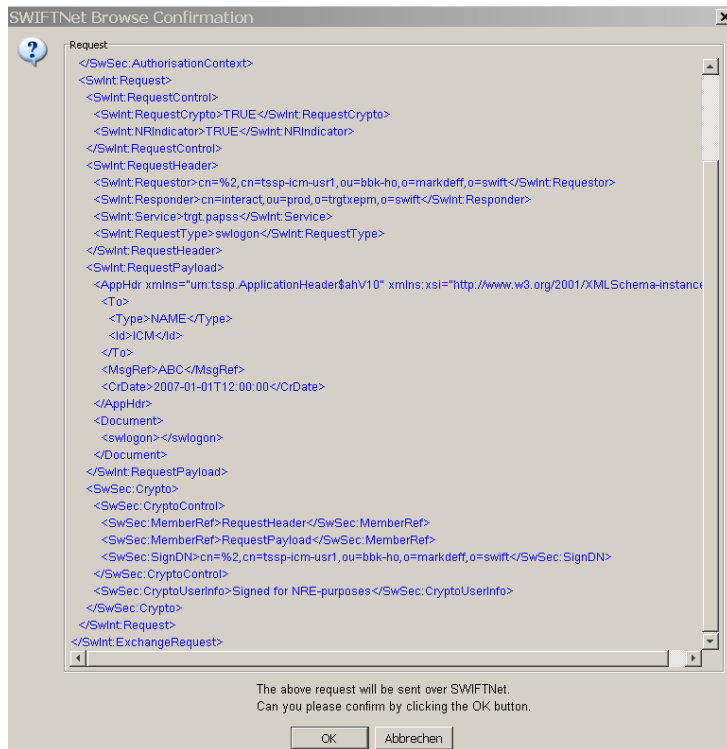 SWIFTNet Browse Confirmation
Request
</SwSec:AuthorisationContext>
<SwInt:Request>
<SwInt:RequestControl>
<SwInt:RequestCrypto>TRUE</SwInt:RequestCrypto>
<SwInt:NRIndicator>TRUE</SwInt:NRIndicator>
</SwInt:RequestControl>
<SwInt:RequestHeader>
<SwInt:Requestor>cn=%2,cn=tssp-icm-usr1,ou=bbk-ho,o=markdeff,o=swift</SwInt:Requestor>
<SwInt:Responder>cn=interact,ou=prod,o=trgtxepm,o=swift</SwInt:Responder>
<SwInt:Service>trgt.papss</SwInt:Service>
<SwInt:RequestType>swlogon</SwInt:RequestType>
</SwInt:RequestHeader>
<SwInt:RequestPayload>
<AppHdr xmlns="urn:tssp.ApplicationHeader$ahV10" xmlns:xsi="http://www.w3.org/2001/XMLSchema-instance
<To>
<Type>NAME</Type>
<Id>ICM</Id>
</To>
<MsgRef>ABC</MsgRef>
<CrDate>2007-01-01T12:00:00</CrDate>
</AppHdr>
<Document>
<swlogon></swlogon>
</Document>
</SwInt:RequestPayload>
<SwSec:Crypto>
<SwSec:CryptoControl>
<SwSec:MemberRef>RequestHeader</SwSec:MemberRef>
<SwSec:MemberRef>RequestPayload</SwSec:MemberRef>
<SwSec:SignDN>cn=%2,cn=tssp-icm-usr1,ou=bbk-ho,o=markdeff,o=swift</SwSec:SignDN>
</SwSec:CryptoControl>
<SwSec:CryptoUserInfo>Signed for NRE-purposes</SwSec:CryptoUserInfo>
</SwSec:Crypto>
</SwInt:Request>
</SwInt:ExchangeRequest>
The above request will be sent over SWIFTNet.
Can you please confirm by clicking the OK button.
OK
Abbrechen